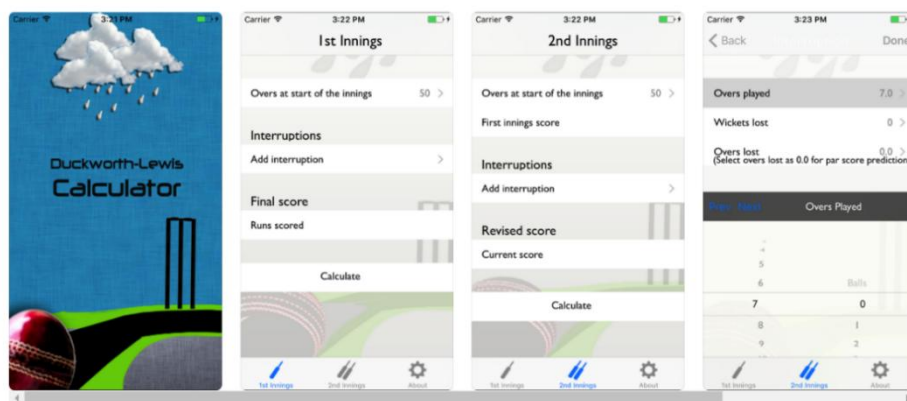 Carrier 3:23 PM
Duckworth-Lewis
Calculator
Carrier 3:22 PM
1st Innings
Overs at start of the innings 50
Interruptions
Add interruption
Final score
Runs scored
Calculate
1st Innings 2nd Innings About
Carrier 3:22 PM
2nd Innings
Overs at start of the innings 50
First innings score
Interruptions
Add interruption
Revised score
Current score
Calculate
1st Innings 2nd Innings About
Carrier 3:23 PM
Back Done
Overs played 7.0
Wickets lost 0
Overs lost 0.0
(Select overs lost as 0.0 for par score prediction
Overs Played
5
6 Balls
7 0
8 1
9 2
1st Innings 2nd Innings About